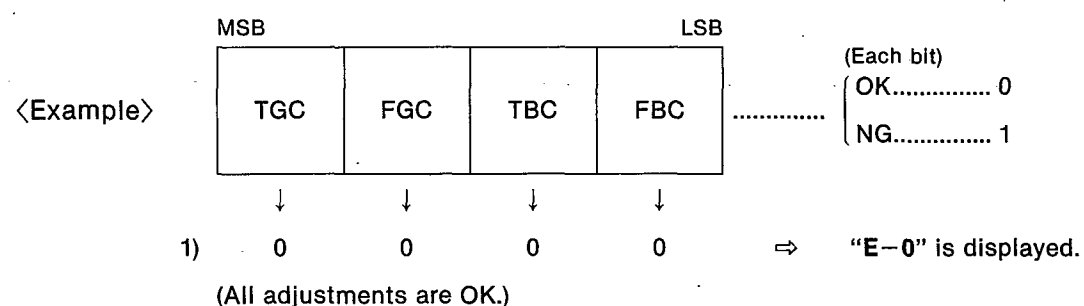 MSB LSB
(Each bit)
OK............... 0
〈Example〉 TGC FGC TBC FBC ..............
NG............... 1
↓ ↓ ↓ ↓
1) 0 0 0 0 ⇨ “E−0” is displayed.
(All adjustments are OK.)